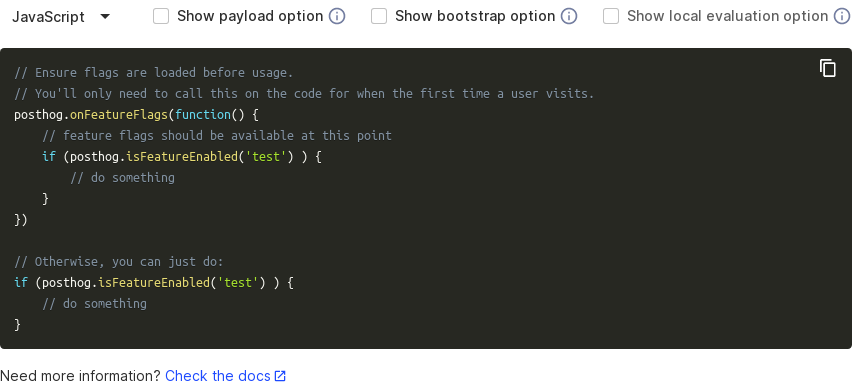 JavaScript Show payload option Show bootstrap option Show local evaluation option
// Ensure flags are loaded before usage.
// You'll only need to call this on the code for when the first time a user visits.
posthog.onFeatureFlags(function() {
    // feature flags should be available at this point
    if (posthog.isFeatureEnabled('test') ) {
        // do something
    }
})

// Otherwise, you can just do:
if (posthog.isFeatureEnabled('test') ) {
    // do something
}
Need more information? Check the docs